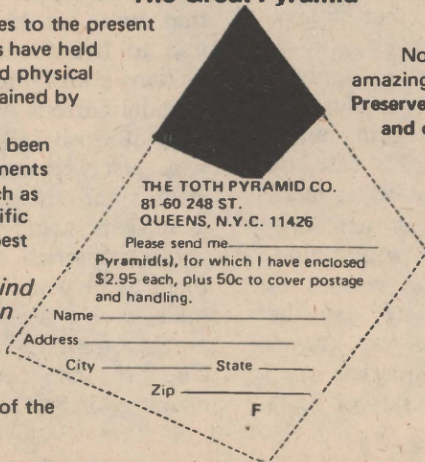 The Great Pyramid
es to the present
s have held
d physical
ained by
been
nents
ch as
ific
est
ind
n
of the
No
amazing
Preserve
and
THE TOTH PYRAMID CO.
81-60 248 ST.
QUEENS, N.Y.C. 11426
Please send me
Pyramid(s), for which I have enclosed
$2.95 each, plus 50c to cover postage
and handling.
Name
Address
City State
Zip
F